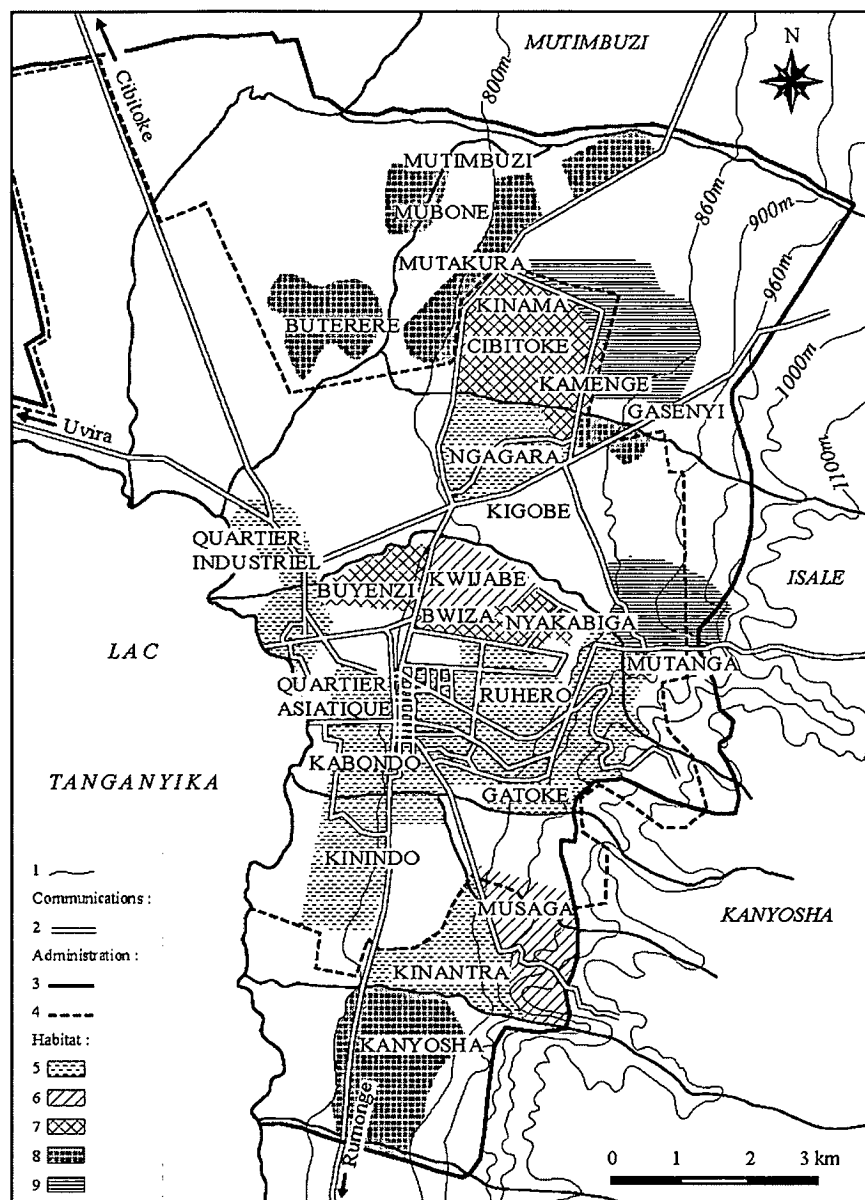 N
MUTIMBUZI
800m
Cibitoke
MUTIMBUZI
860m
900m
MUBONE
960m
MUTAKURA
KINAMA
BUTERERE
CIBITOKE
1000m
KAMENGE
GASENYI
Uvira
1100m
NGAGARA
KIGOBE
QUARTIER
INDUSTRIEL
KWIJABE
ISALE
BUYENZI
BWIZA
NYAKABIGA
LAC
MUTANGA
QUARTIER
ASIATIQUE
RUHERO
KABONDO
TANGANYIKA
GATOKE
KININDO
1
Communications :
MUSAGA
KANYOSHA
2
Administration :
3
KINANTRA
4
Habitat :
KANYOSHA
5
6
7
Rumonge
8
0 1 2 3 km
9